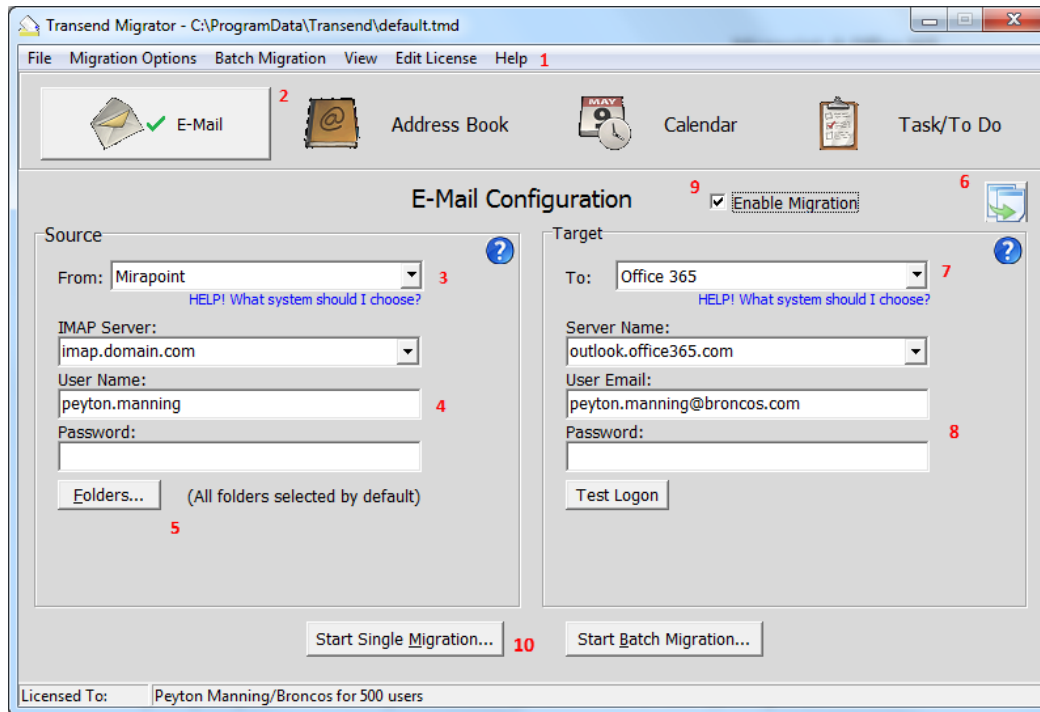 Transend Migrator - C:\ProgramData\Transend\default.tmd
File Migration Options Batch Migration View Edit License Help 1
2
E-Mail
@
Address Book
MAY
9
Calendar
Task/To Do
E-Mail Configuration
9
Enable Migration
6
Source
?
From: Mirapoint
3
HELP! What system should I choose?
IMAP Server:
imap.domain.com
User Name:
peyton.manning
4
Password:
Folders...
(All folders selected by default)
5
Target
?
To: Office 365
7
HELP! What system should I choose?
Server Name:
outlook.office365.com
User Email:
peyton.manning@broncos.com
Password:
8
Test Logon
Start Single Migration...
10
Start Batch Migration...
Licensed To: Peyton Manning/Broncos for 500 users